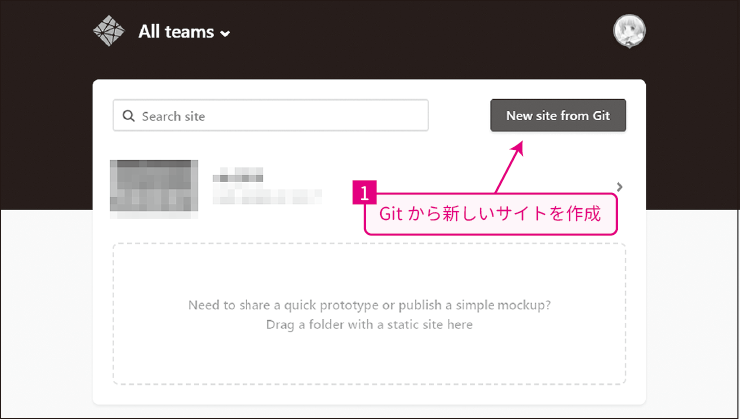 All teams
Search site
New site from Git
1
Git から新しいサイトを作成
Need to share a quick prototype or publish a simple mockup?
Drag a folder with a static site here